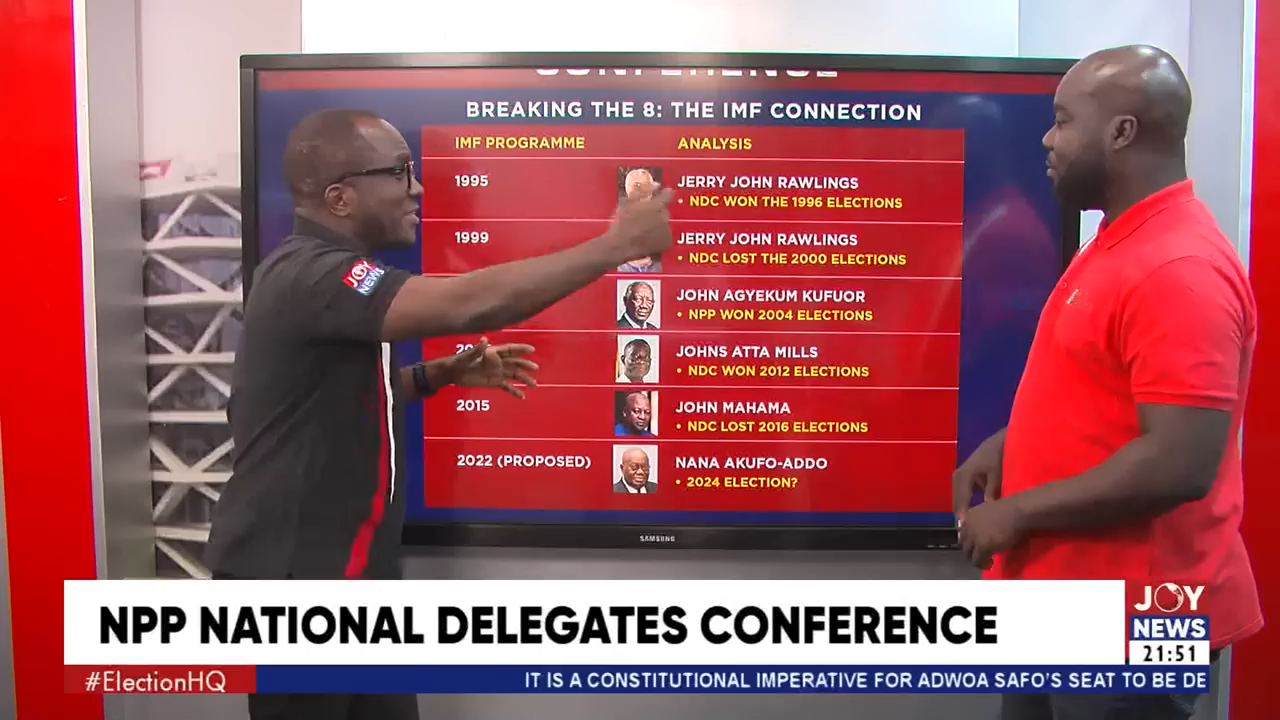 CONFERENCE
BREAKING THE 8: THE IMF CONNECTION
IMF PROGRAMME ANALYSIS
1995 JERRY JOHN RAWLINGS
• NDC WON THE 1996 ELECTIONS
1999 JERRY JOHN RAWLINGS
• NDC LOST THE 2000 ELECTIONS
JOHN AGYEKUM KUFUOR
• NPP WON 2004 ELECTIONS
JOHNS ATTA MILLS
• NDC WON 2012 ELECTIONS
2015 JOHN MAHAMA
• NDC LOST 2016 ELECTIONS
2022 (PROPOSED) NANA AKUFO-ADDO
• 2024 ELECTION?
JOY
NEWS
SAMSUNG
NPP NATIONAL DELEGATES CONFERENCE
JOY
NEWS
21:51
#ElectionHQ
IT IS A CONSTITUTIONAL IMPERATIVE FOR ADWOA SAFO'S SEAT TO BE DE